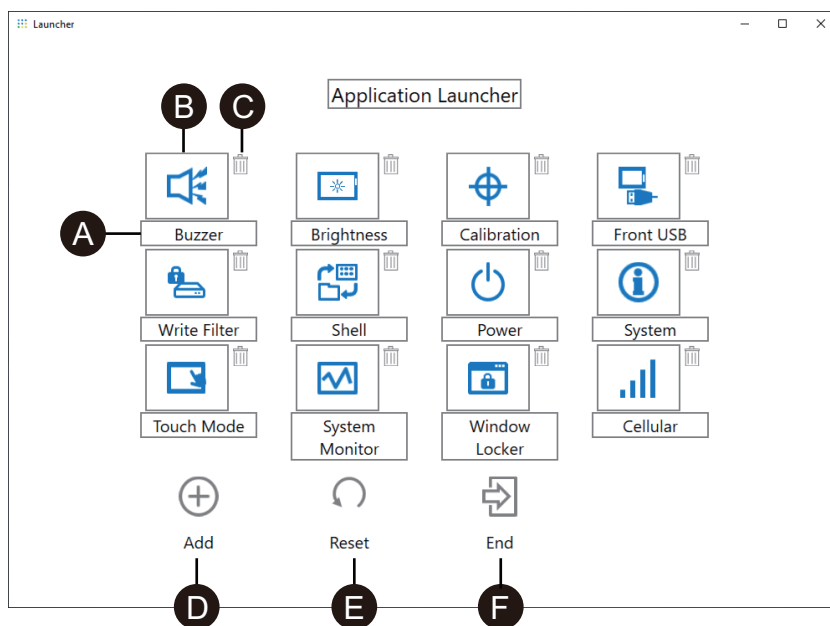 Launcher
Application Launcher
B C
A
Buzzer Brightness Calibration Front USB
Write Filter Shell Power System
Touch Mode System Monitor Window Locker Cellular
Add Reset End
D E F